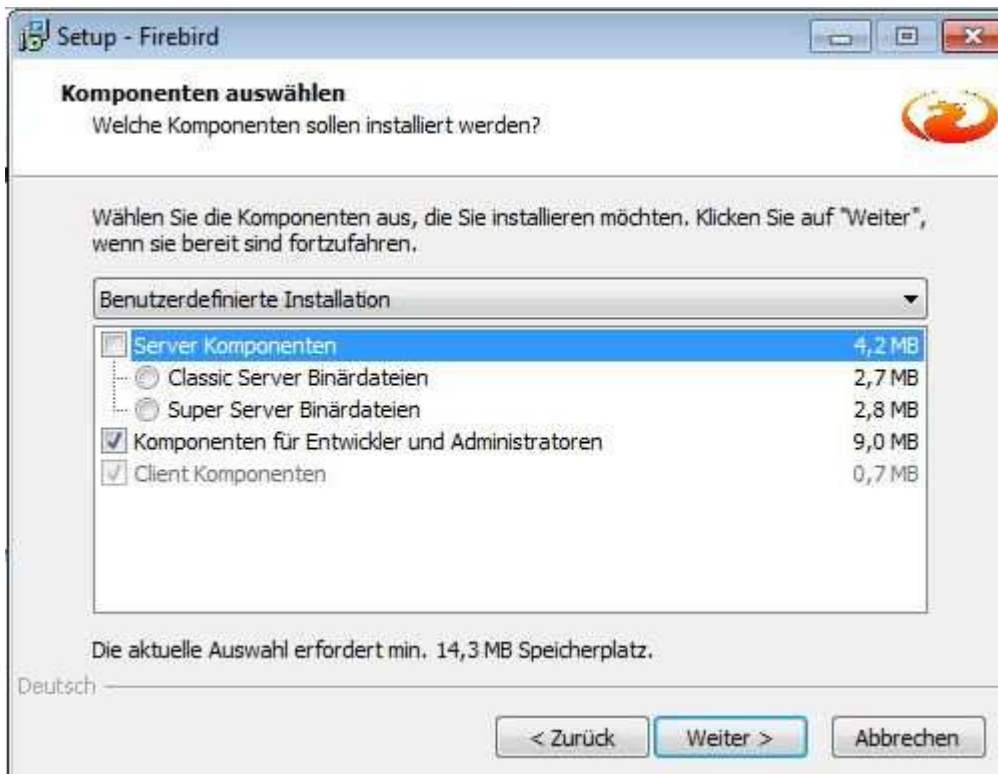 Setup - Firebird
Komponenten auswählen
Welche Komponenten sollen installiert werden?
Wählen Sie die Komponenten aus, die Sie installieren möchten. Klicken Sie auf "Weiter",
wenn sie bereit sind fortzufahren.
Benutzerdefinierte Installation
Server Komponenten 4,2 MB
Classic Server Binärdateien 2,7 MB
Super Server Binärdateien 2,8 MB
Komponenten für Entwickler und Administratoren 9,0 MB
Client Komponenten 0,7 MB
Die aktuelle Auswahl erfordert min. 14,3 MB Speicherplatz.
Deutsch
< Zurück Weiter > Abbrechen